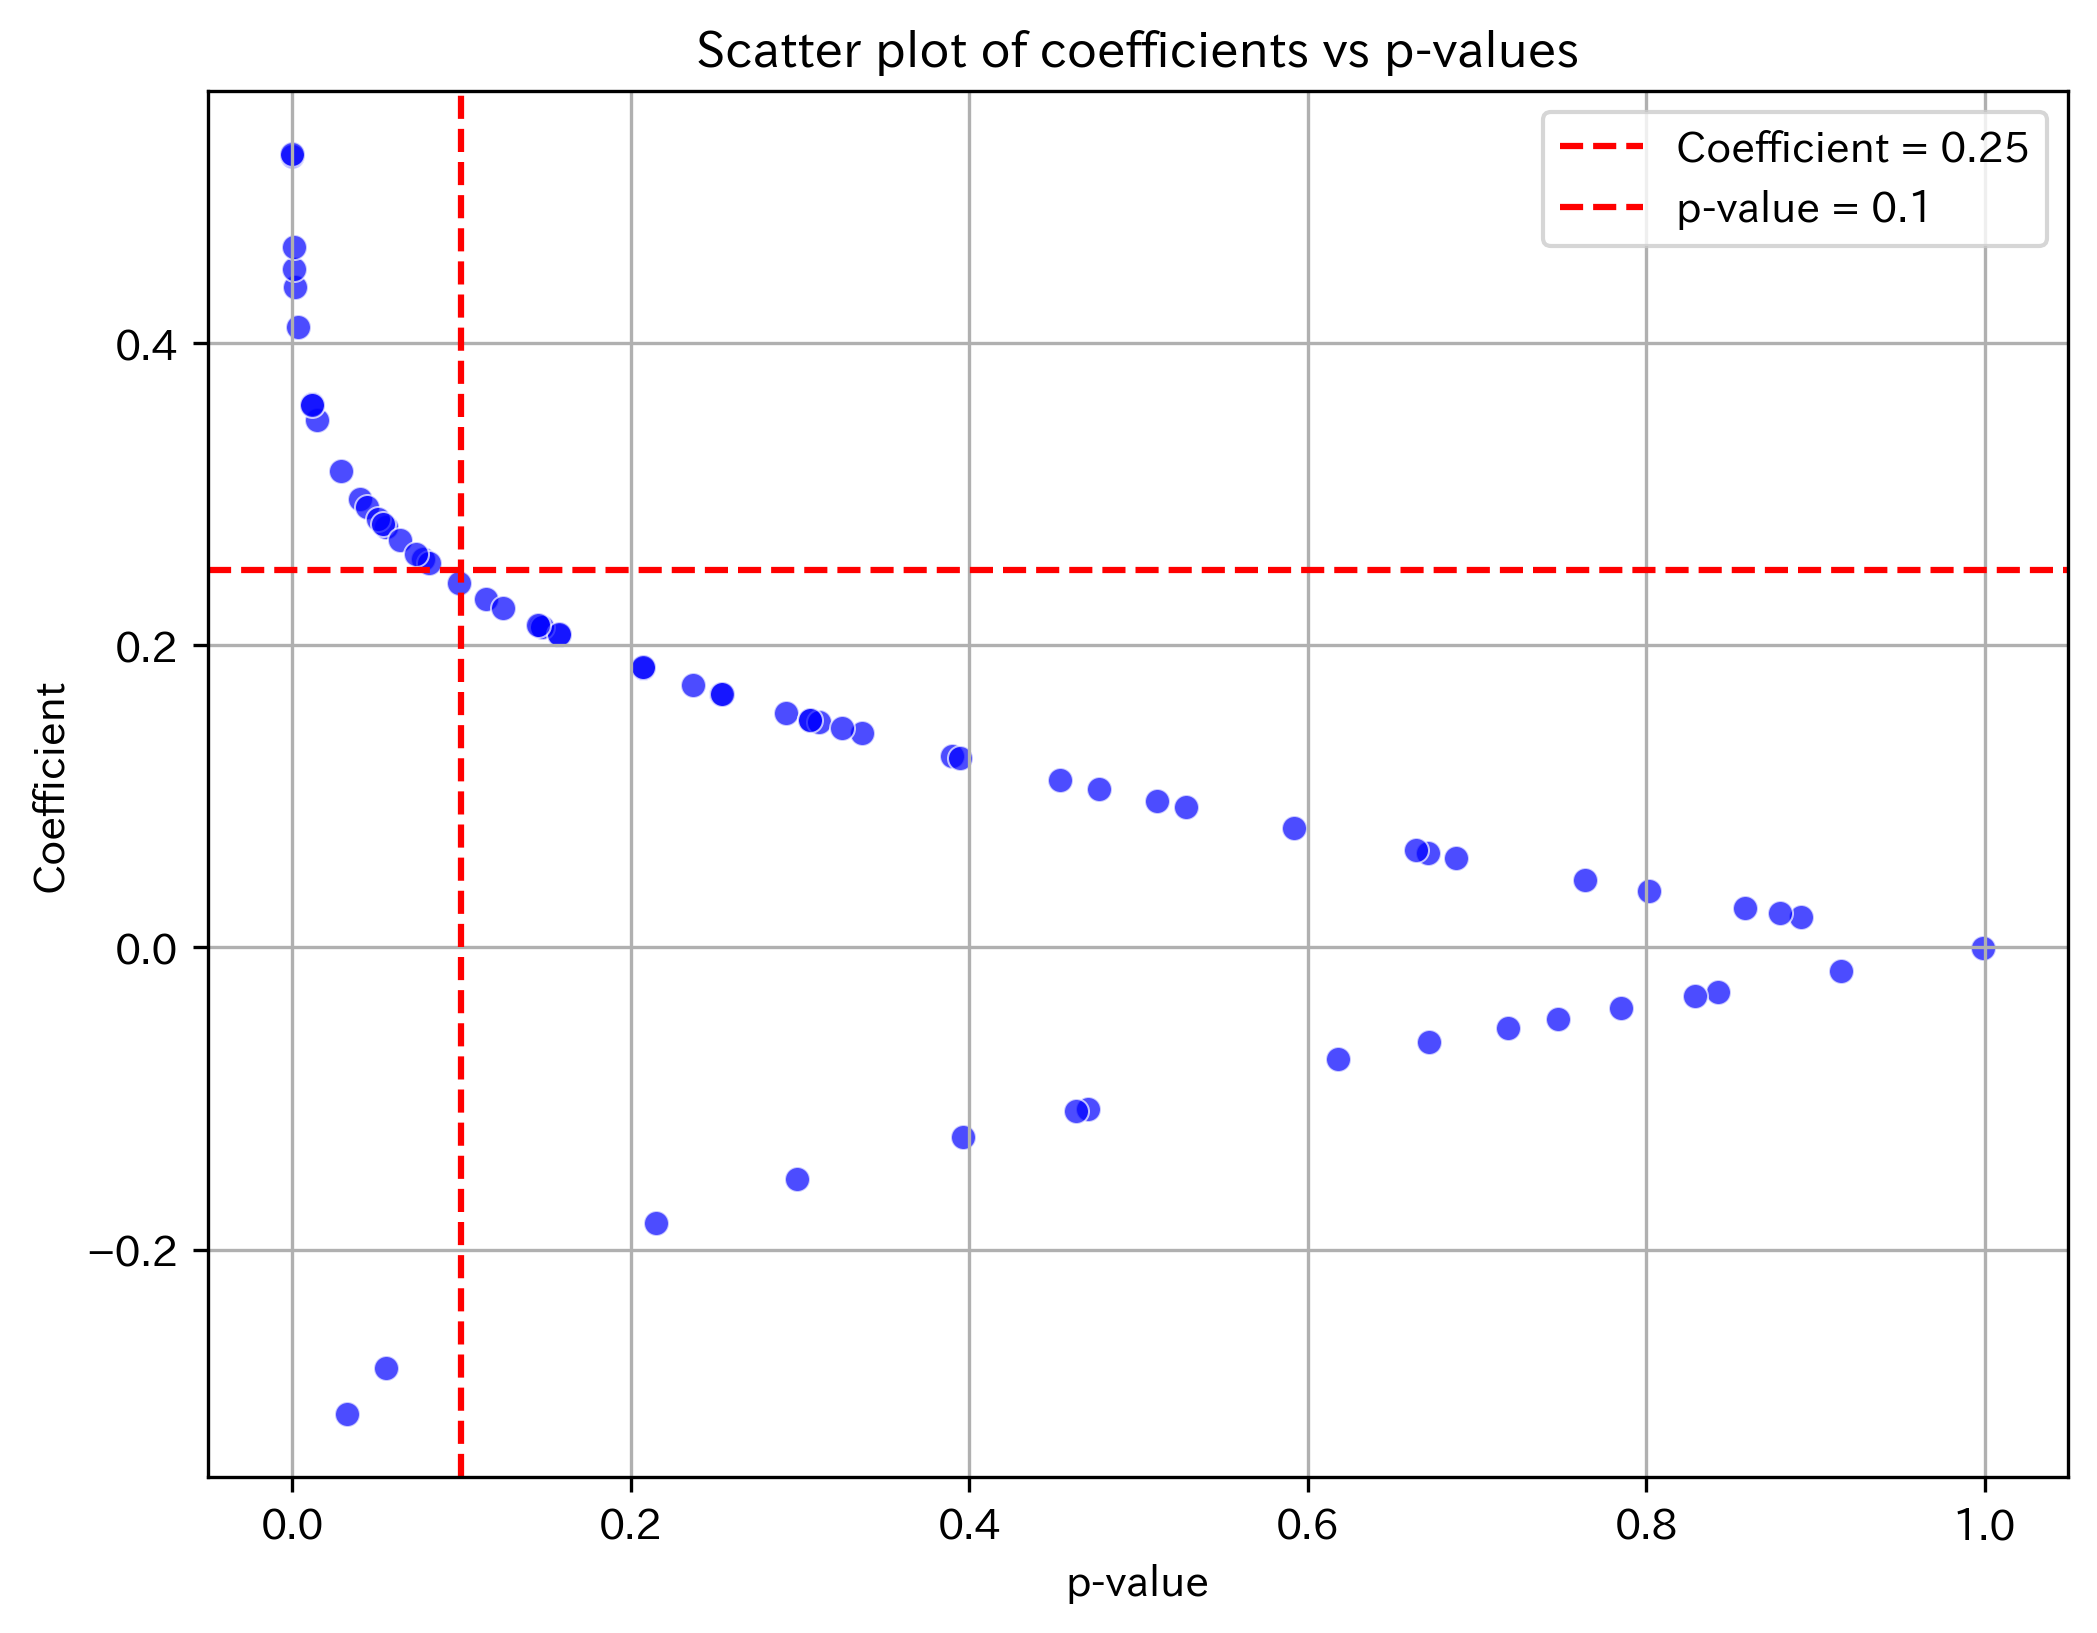 Scatter plot of coefficients vs p-values
Coefficient = 0.25
p-value = 0.1
Coefficient
0.4
0.2
0.0
−0.2
0.0 0.2 0.4 0.6 0.8 1.0
p-value